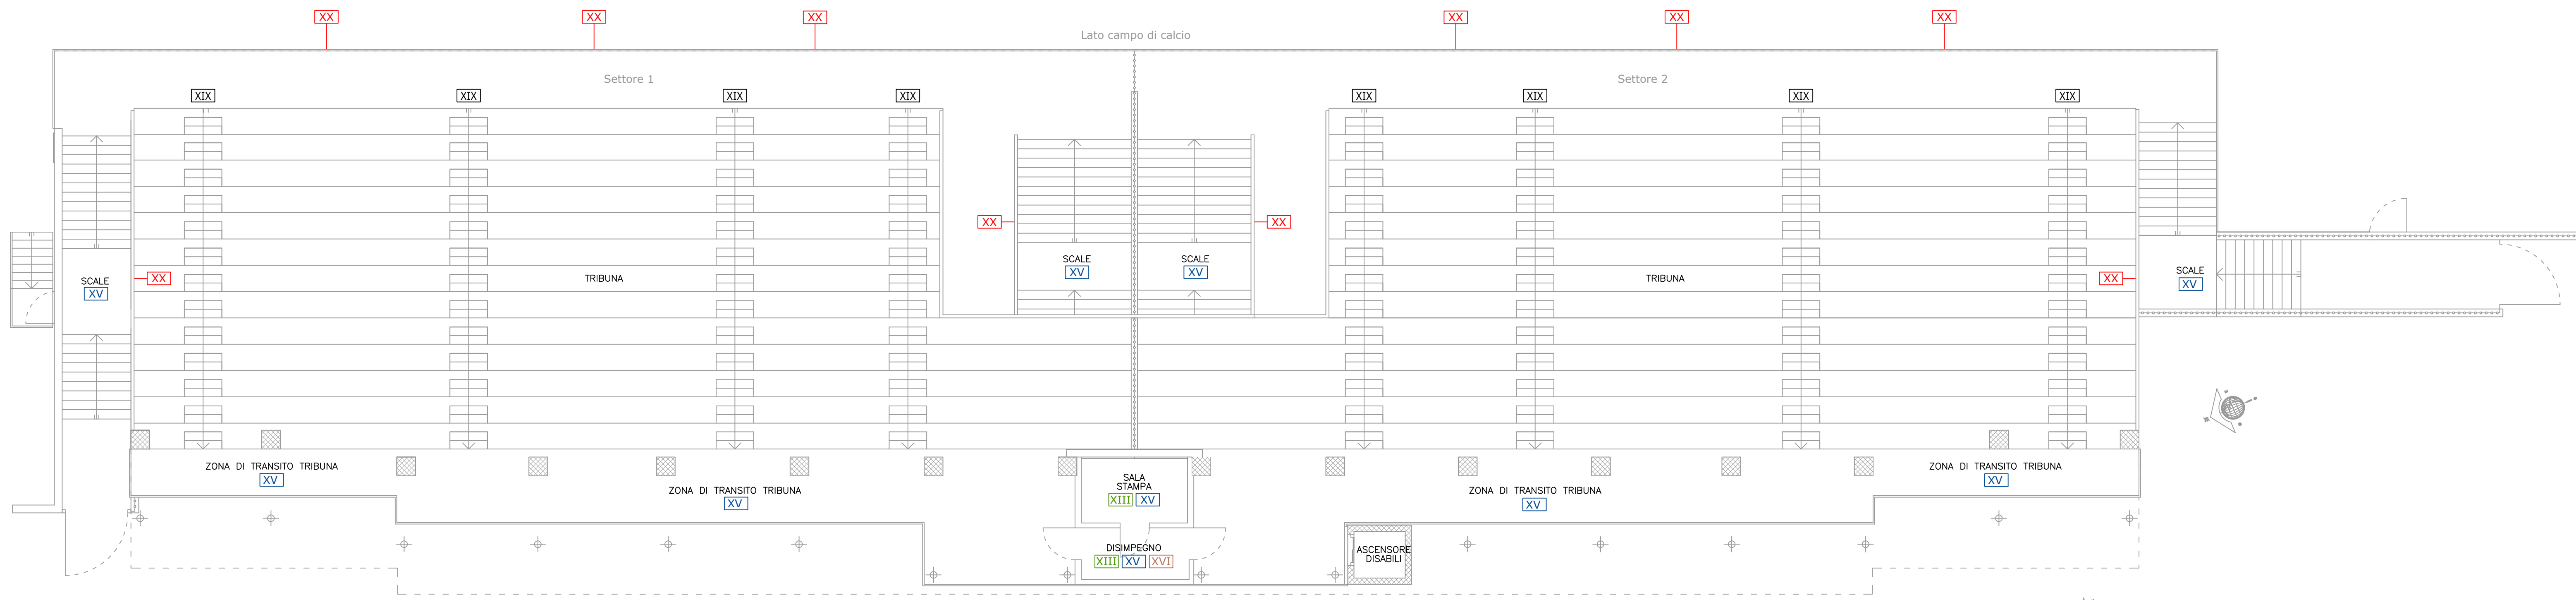 XX XX XX XX XX XX
Lato campo di calcio
Settore 1 Settore 2
XIX XIX XIX XIX XIX XIX XIX XIX
XX XX
SCALE SCALE
XV XV
SCALE
XV
XX
TRIBUNA TRIBUNA
XX
SCALE
XV
ZONA DI TRANSITO TRIBUNA
XV
ZONA DI TRANSITO TRIBUNA
XV
SALA
STAMPA
XIII XV
ZONA DI TRANSITO TRIBUNA
XV
ZONA DI TRANSITO TRIBUNA
XV
DISIMPEGNO
XIII XV XVI
ASCENSORE
DISABILI